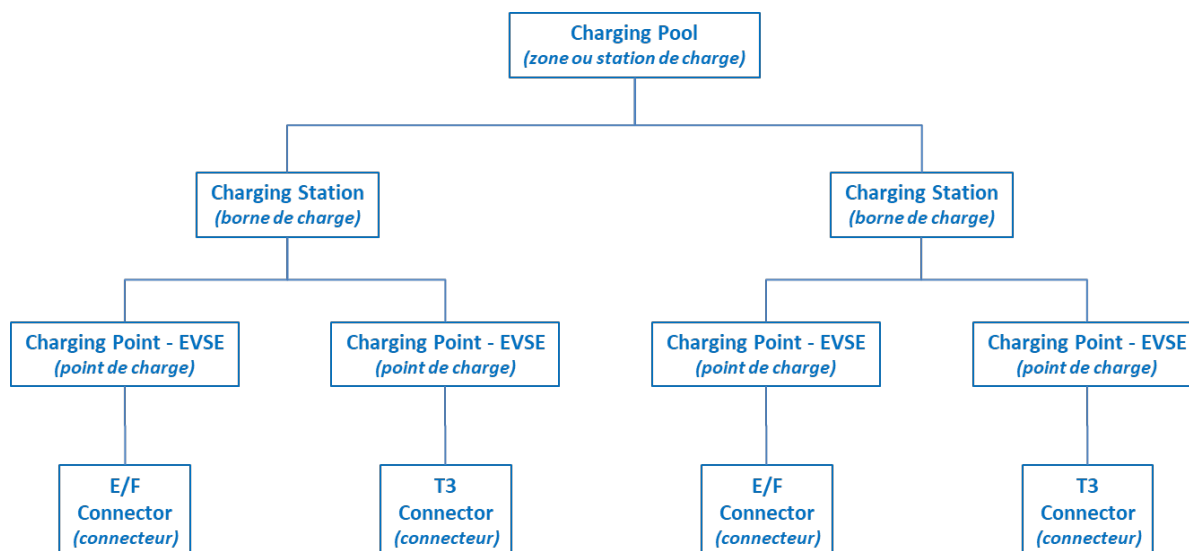 Charging Pool
(zone ou station de charge)
Charging Station
(borne de charge)
Charging Station
(borne de charge)
Charging Point - EVSE
(point de charge)
Charging Point - EVSE
(point de charge)
Charging Point - EVSE
(point de charge)
Charging Point - EVSE
(point de charge)
E/F
Connector
(connecteur)
T3
Connector
(connecteur)
E/F
Connector
(connecteur)
T3
Connector
(connecteur)